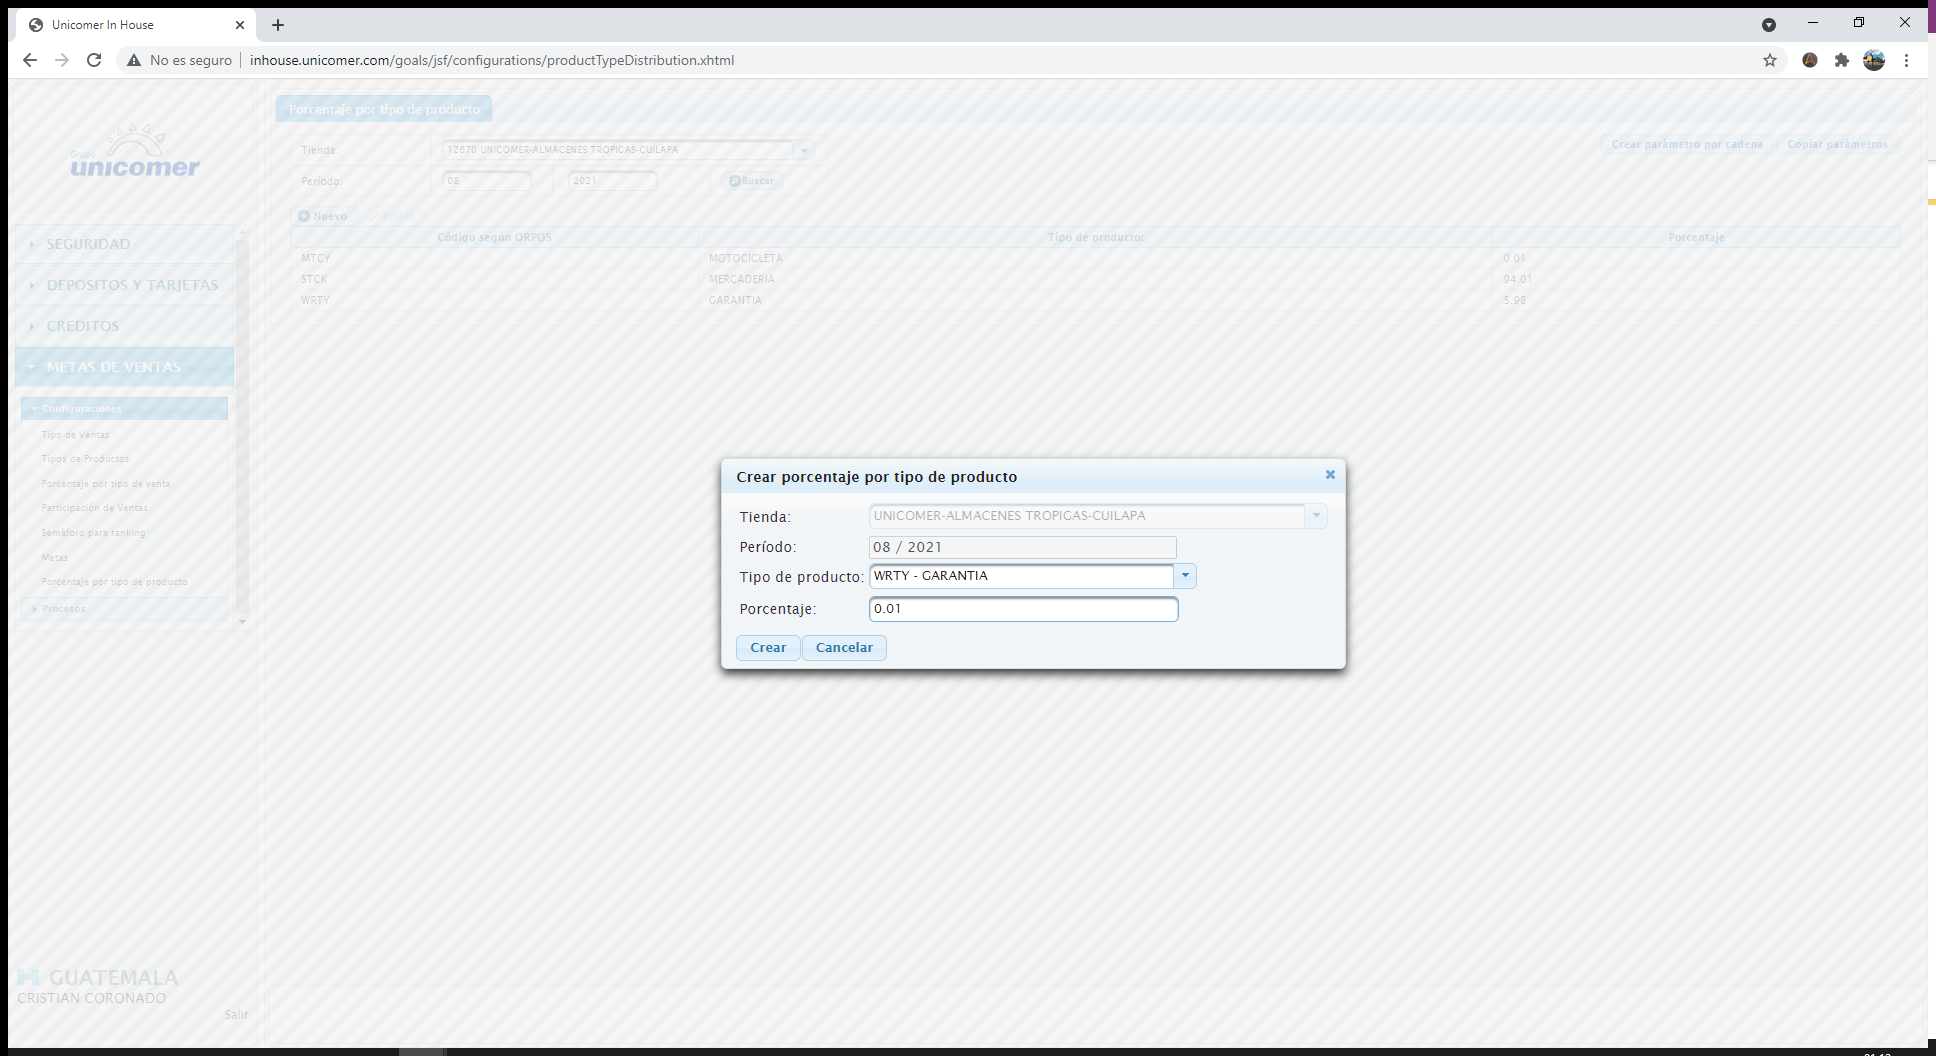 Unicomer In House
No es seguro | inhouse.unicomer.com/goals/jsf/configurations/productTypeDistribution.xhtml
Grupo
unicomer
Porcentaje por tipo de producto
Tienda: 12670 UNICOMER-ALMACENES TROPIGAS-CUILAPA
Crear parámetro por cadena Copiar parámetros
Período: 08 2021 Buscar
Nuevo Editar
Código según ORPOS Tipo de producto: Porcentaje
MTCY MOTOCICLETA 0.01
STCK MERCADERIA 94.01
WRTY GARANTIA 5.98
SEGURIDAD
DEPOSITOS Y TARJETAS
CREDITOS
METAS DE VENTAS
Configuraciones
Tipo de Ventas
Tipos de Productos
Porcentaje por tipo de venta
Participación de Ventas
Semáforo para ranking
Metas
Porcentaje por tipo de producto
Procesos
Crear porcentaje por tipo de producto
Tienda: UNICOMER-ALMACENES TROPIGAS-CUILAPA
Período: 08 / 2021
Tipo de producto: WRTY - GARANTIA
Porcentaje: 0.01
Crear Cancelar
GUATEMALA
CRISTIAN CORONADO
Salir